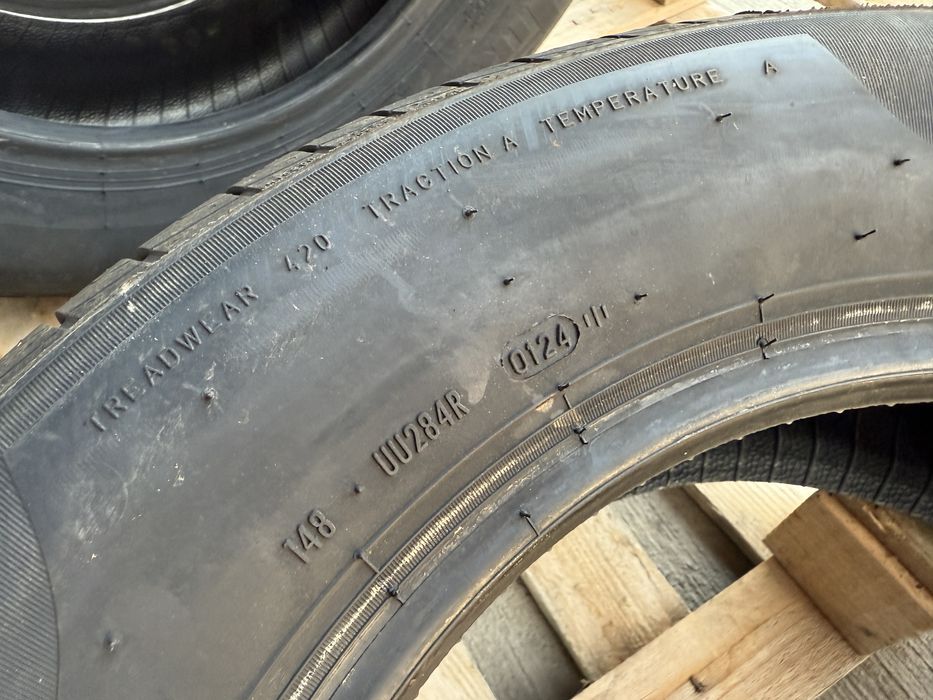 TREADWEAR 420 TRACTION A TEMPERATURE A
148 · UU284R 0124